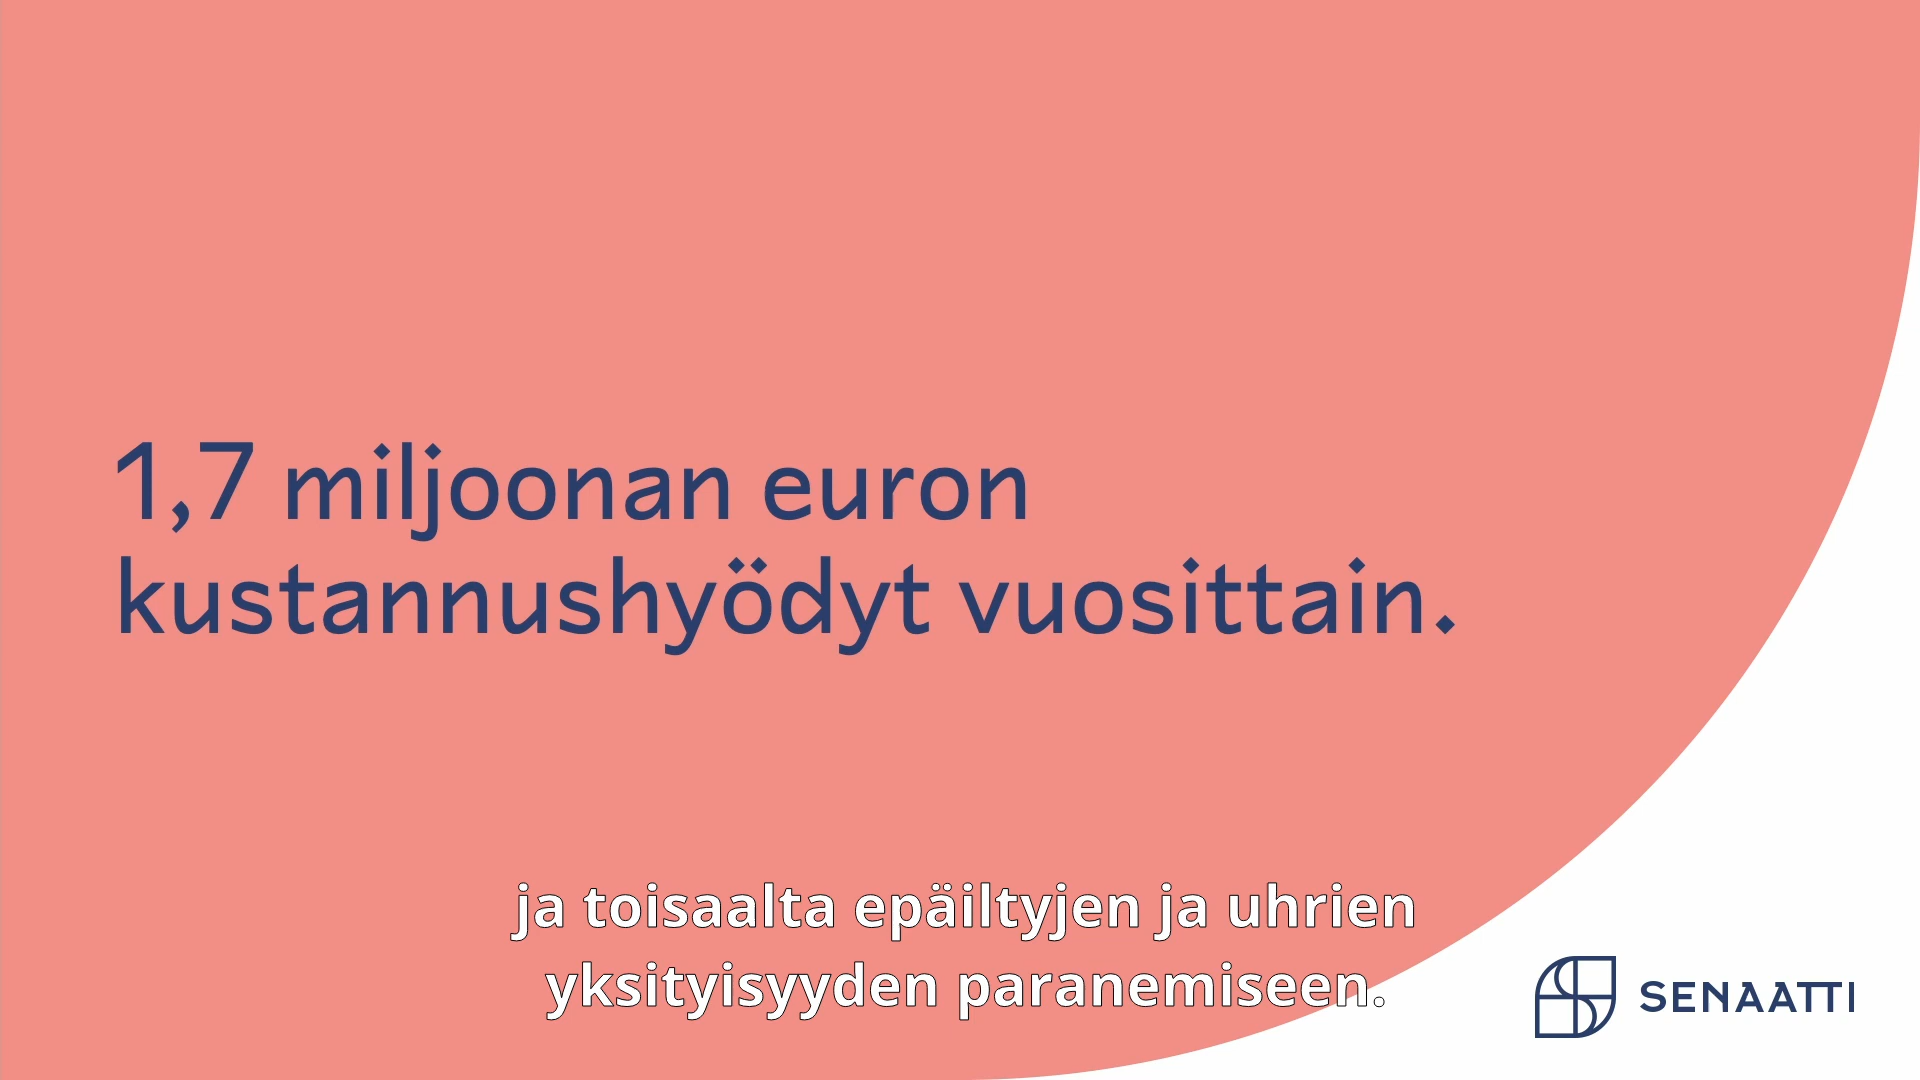 1,7 miljoonan euron
kustannushyödyt vuosittain.
ja toisaalta epäiltyjen ja uhrien
yksityisyyden paranemiseen.
SENAATTI